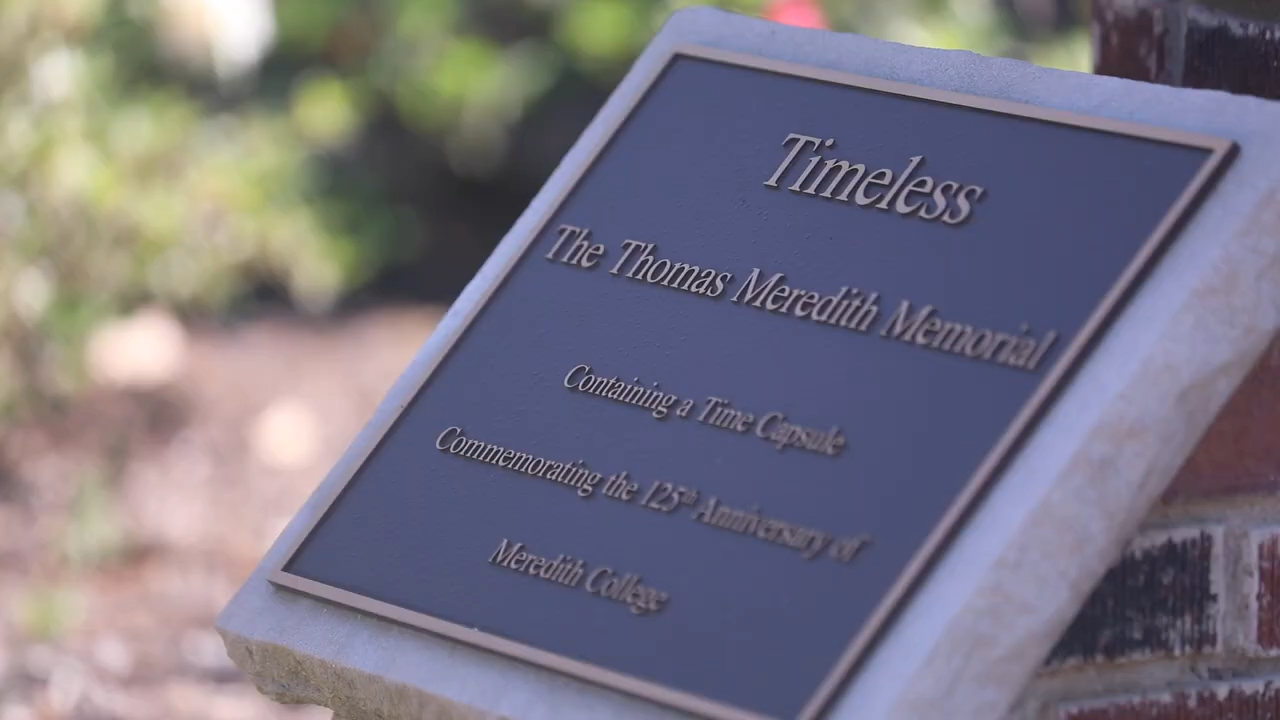 Timeless
The Thomas Meredith Memorial
Containing a Time Capsule
Commemorating the 125th Anniversary of
Meredith College